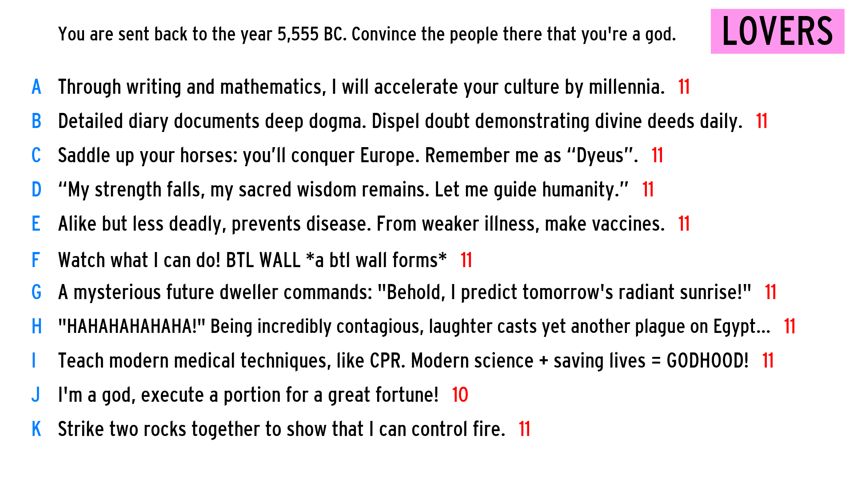 You are sent back to the year 5,555 BC. Convince the people there that you're a god.
LOVERS
A Through writing and mathematics, I will accelerate your culture by millennia. 11
B Detailed diary documents deep dogma. Dispel doubt demonstrating divine deeds daily. 11
C Saddle up your horses: you’ll conquer Europe. Remember me as “Dyeus”. 11
D “My strength falls, my sacred wisdom remains. Let me guide humanity.” 11
E Alike but less deadly, prevents disease. From weaker illness, make vaccines. 11
F Watch what I can do! BTL WALL *a btl wall forms* 11
G A mysterious future dweller commands: "Behold, I predict tomorrow's radiant sunrise!" 11
H "HAHAHAHAHAHA!" Being incredibly contagious, laughter casts yet another plague on Egypt... 11
I Teach modern medical techniques, like CPR. Modern science + saving lives = GODHOOD! 11
J I'm a god, execute a portion for a great fortune! 10
K Strike two rocks together to show that I can control fire. 11